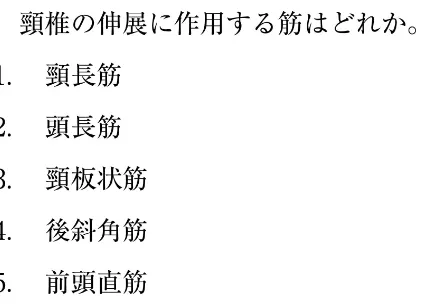 頸椎の伸展に作用する筋はどれか。
1. 頸長筋
2. 頭長筋
3. 頸板状筋
4. 後斜角筋
5. 前頭直筋